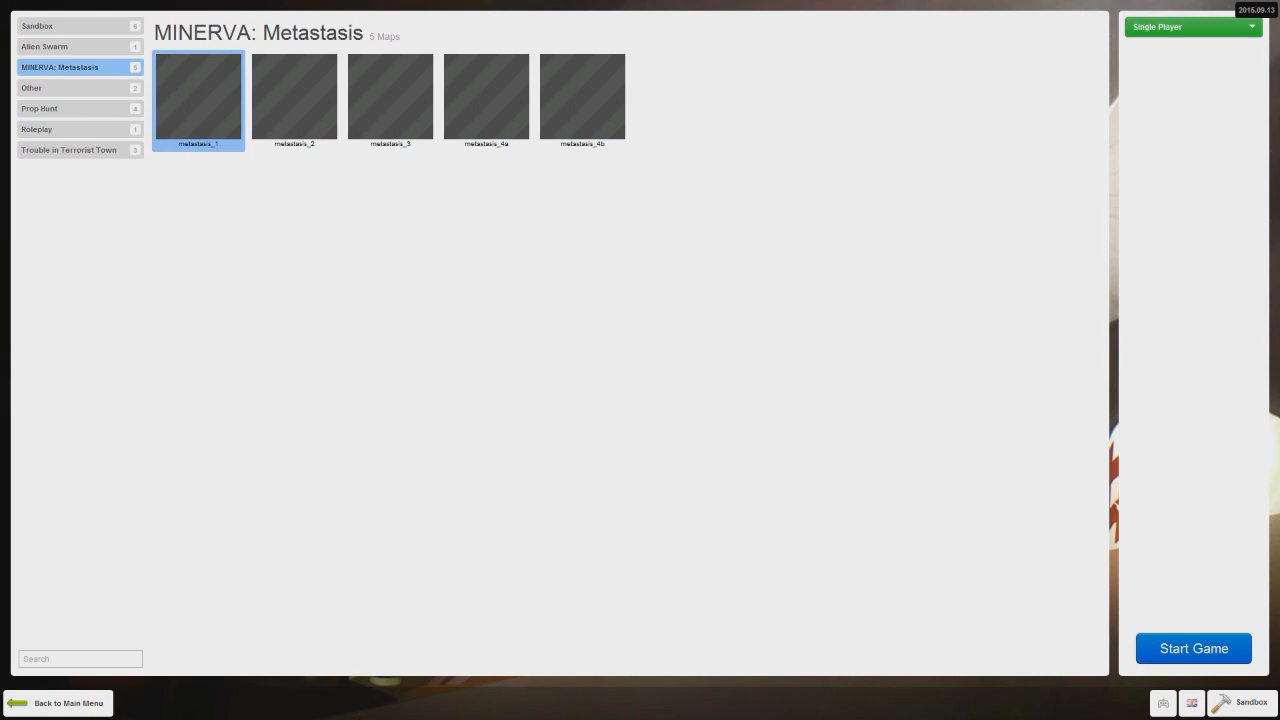 2015.09.13
Sandbox 6
Alien Swarm 1
MINERVA: Metastasis 5
Other 2
Prop Hunt 4
Roleplay 1
Trouble in Terrorist Town 3
MINERVA: Metastasis 5 Maps
metastasis_1
metastasis_2
metastasis_3
metastasis_4a
metastasis_4b
Single Player
Search
Start Game
Back to Main Menu
Sandbox